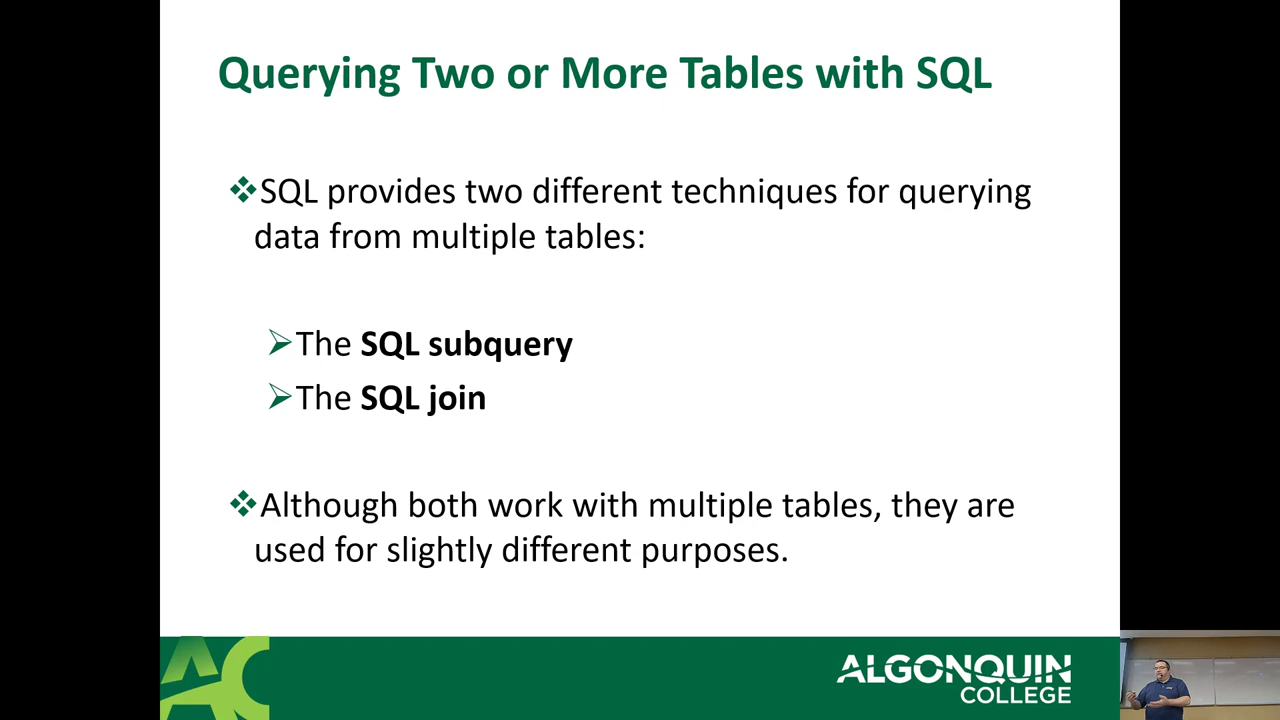 Querying Two or More Tables with SQL
❖SQL provides two different techniques for querying
data from multiple tables:
➢The SQL subquery
➢The SQL join
❖Although both work with multiple tables, they are
used for slightly different purposes.
AC
ALGONQUIN
COLLEGE